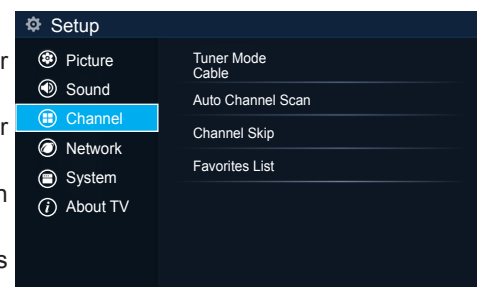 Setup
Picture
Sound
Channel
Network
System
About TV
Tuner Mode
Cable
Auto Channel Scan
Channel Skip
Favorites List